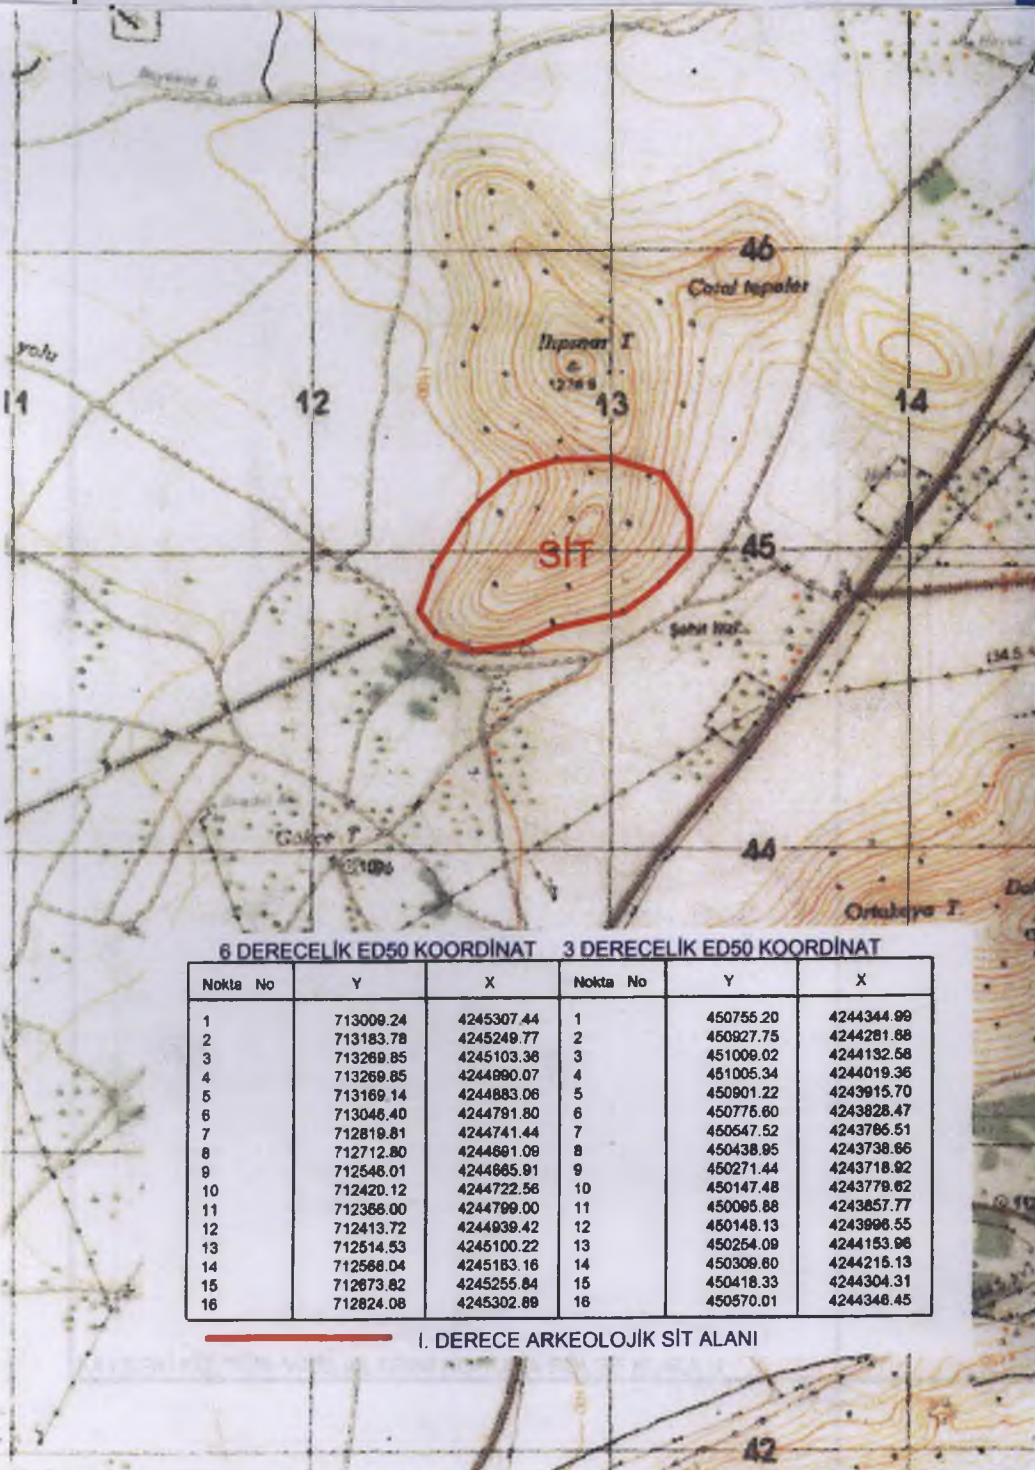 46
Çatal tepeler
Ilıpınar T
yolu
11
12
13
14
SİT
45
Şehit
44
Gökçe T
1096
Ortakaya T.
6 DERECELİK ED50 KOORDİNAT 3 DERECELİK ED50 KOORDİNAT
Nokta No Y X Nokta No Y X
1 713009.24 4245307.44 1 450755.20 4244344.99
2 713183.78 4245249.77 2 450927.75 4244281.68
3 713269.85 4245103.36 3 451009.02 4244132.58
4 713269.85 4244990.07 4 451005.34 4244019.36
5 713169.14 4244883.06 5 450901.22 4243915.70
6 713046.40 4244791.80 6 450775.60 4243828.47
7 712819.81 4244741.44 7 450547.52 4243785.51
8 712712.80 4244691.09 8 450438.95 4243738.66
9 712546.01 4244665.91 9 450271.44 4243718.92
10 712420.12 4244722.56 10 450147.48 4243779.62
11 712366.00 4244799.00 11 450095.88 4243857.77
12 712413.72 4244939.42 12 450148.13 4243996.55
13 712514.53 4245100.22 13 450254.09 4244153.96
14 712568.04 4245163.16 14 450309.60 4244215.13
15 712673.82 4245255.84 15 450418.33 4244304.31
16 712824.08 4245302.89 16 450570.01 4244346.45
I. DERECE ARKEOLOJİK SİT ALANI
42